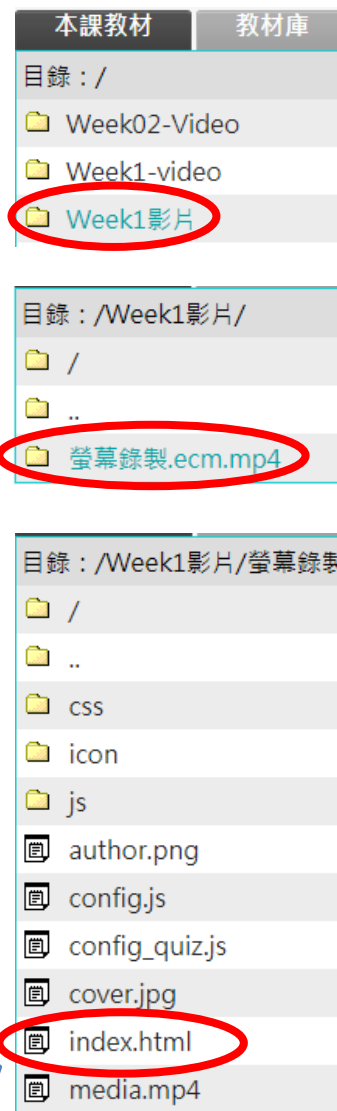 本課教材 教材庫
目錄：/
Week02-Video
Week1-video
Week1影片
目錄：/Week1影片/
/
..
螢幕錄製.ecm.mp4
目錄：/Week1影片/螢幕錄製
/
..
css
icon
js
author.png
config.js
config_quiz.js
cover.jpg
index.html
media.mp4